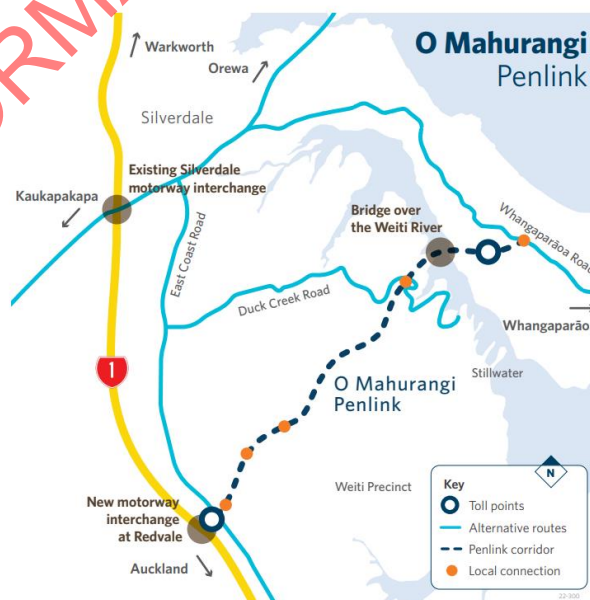 O Mahurangi
Penlink
Warkworth
Orewa
Silverdale
Existing Silverdale
motorway interchange
Kaukapakapa
East Coast Road
Bridge over
the Weiti River
Whangaparāoa Road
Duck Creek Road
Whangaparāo
1
Stillwater
O Mahurangi
Penlink
Weiti Precinct
New motorway
interchange
at Redvale
Auckland
N
Key
Toll points
Alternative routes
Penlink corridor
Local connection
22-300